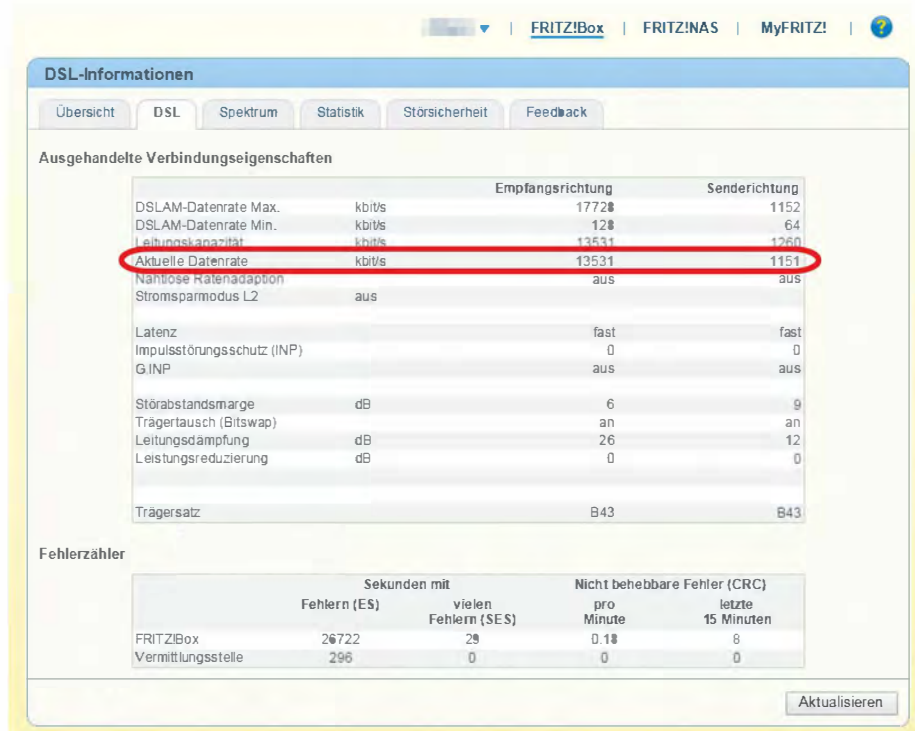 FRITZ!Box | FRITZ!NAS | MyFRITZ! | ?
DSL-Informationen
Übersicht DSL Spektrum Statistik Störsicherheit Feedback
Ausgehandelte Verbindungseigenschaften
Empfangsrichtung Senderichtung
DSLAM-Datenrate Max. kbit/s 17728 1152
DSLAM-Datenrate Min. kbit/s 128 64
Leitungskapazität kbit/s 13531 1260
Aktuelle Datenrate kbit/s 13531 1151
Nahtlose Ratenadaption aus aus
Stromsparmodus L2 aus
Latenz fast fast
Impulsstörungsschutz (INP) 0 0
G.INP aus aus
Störabstandsmarge dB 6 9
Trägertausch (Bitswap) an an
Leitungsdämpfung dB 26 12
Leistungsreduzierung dB 0 0
Trägersatz B43 B43
Fehlerzähler
Sekunden mit Nicht behebbare Fehler (CRC)
Fehlern (ES) vielen Fehlern (SES) pro Minute letzte 15 Minuten
FRITZ!Box 26722 29 0.18 8
Vermittlungsstelle 296 0 0 0
Aktualisieren